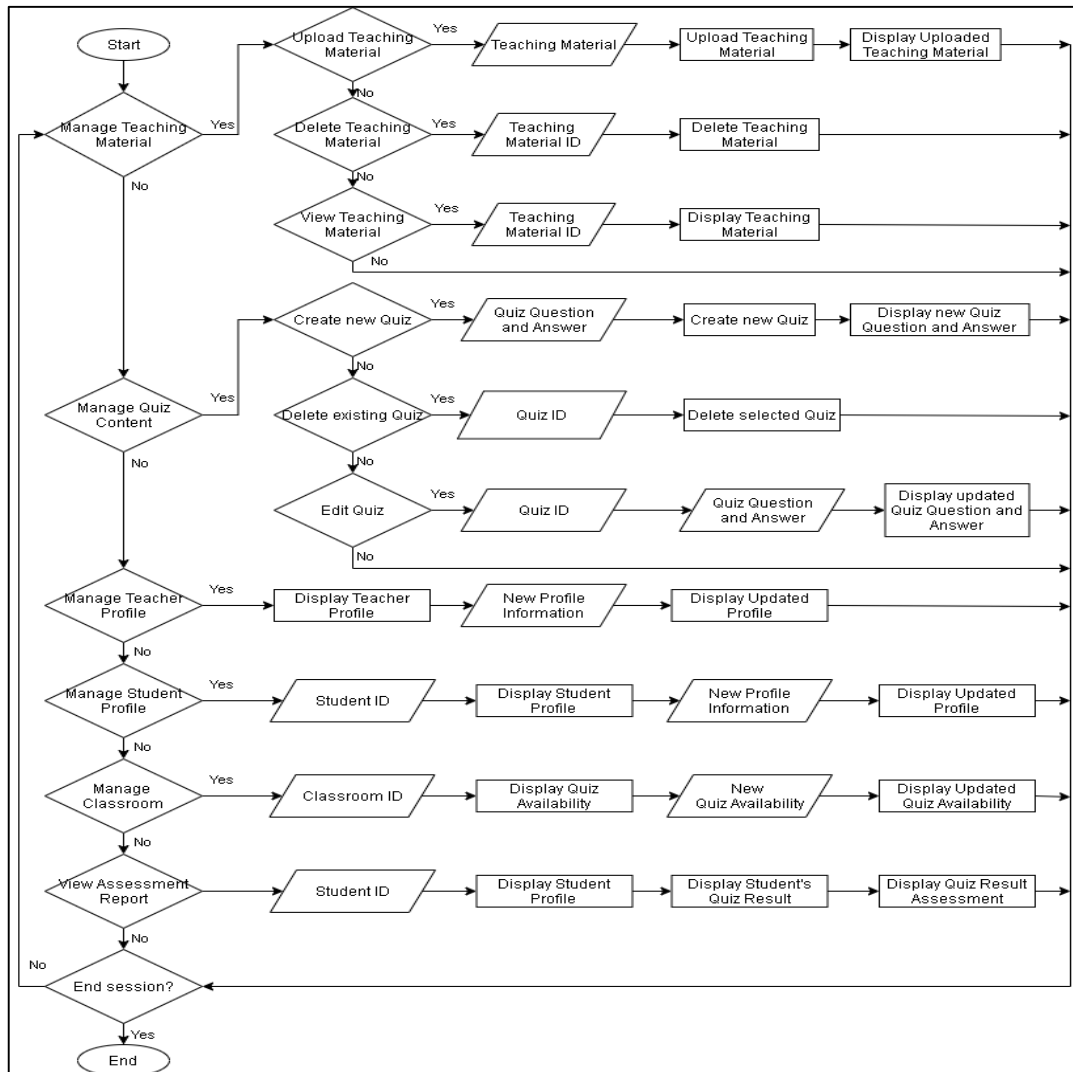 Start
Upload Teaching
Material
Yes
Teaching Material
Upload Teaching
Material
Display Uploaded
Teaching Material
No
Manage Teaching
Material
Yes
Delete Teaching
Material
Yes
Teaching
Material ID
Delete Teaching
Material
No
No
View Teaching
Material
Yes
Teaching
Material ID
Display Teaching
Material
No
Create new Quiz
Yes
Quiz Question
and Answer
Create new Quiz
Display new Quiz
Question and Answer
No
Manage Quiz
Content
Yes
Delete existing Quiz
Yes
Quiz ID
Delete selected Quiz
No
No
Edit Quiz
Yes
Quiz ID
Quiz Question
and Answer
Display updated
Quiz Question and
Answer
No
Manage Teacher
Profile
Yes
Display Teacher
Profile
New Profile
Information
Display Updated
Profile
No
Manage Student
Profile
Yes
Student ID
Display Student
Profile
New Profile
Information
Display Updated
Profile
No
Manage
Classroom
Yes
Classroom ID
Display Quiz
Availability
New
Quiz Availability
Display Updated
Quiz Availability
No
View Assessment
Report
Student ID
Display Student
Profile
Display Student's
Quiz Result
Display Quiz Result
Assessment
No
No
End session?
Yes
End